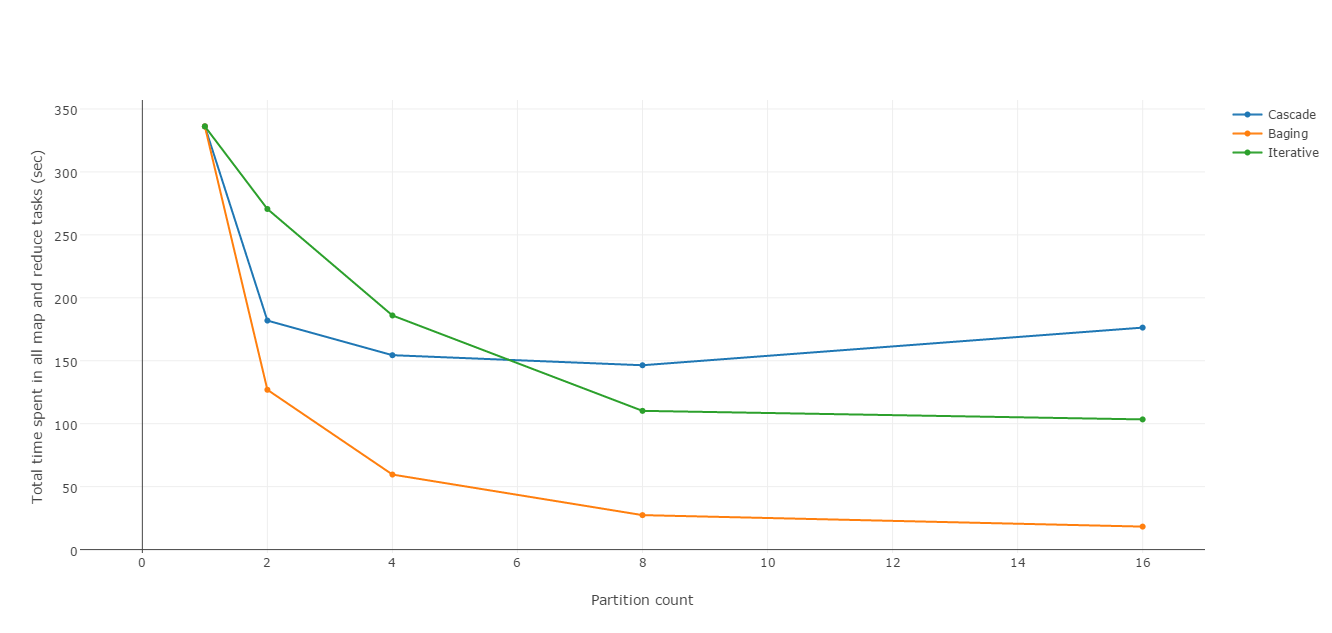 Total time spent in all map and reduce tasks (sec)
350
300
250
200
150
100
50
0
0 2 4 6 8 10 12 14 16
Partition count
Cascade
Baging
Iterative